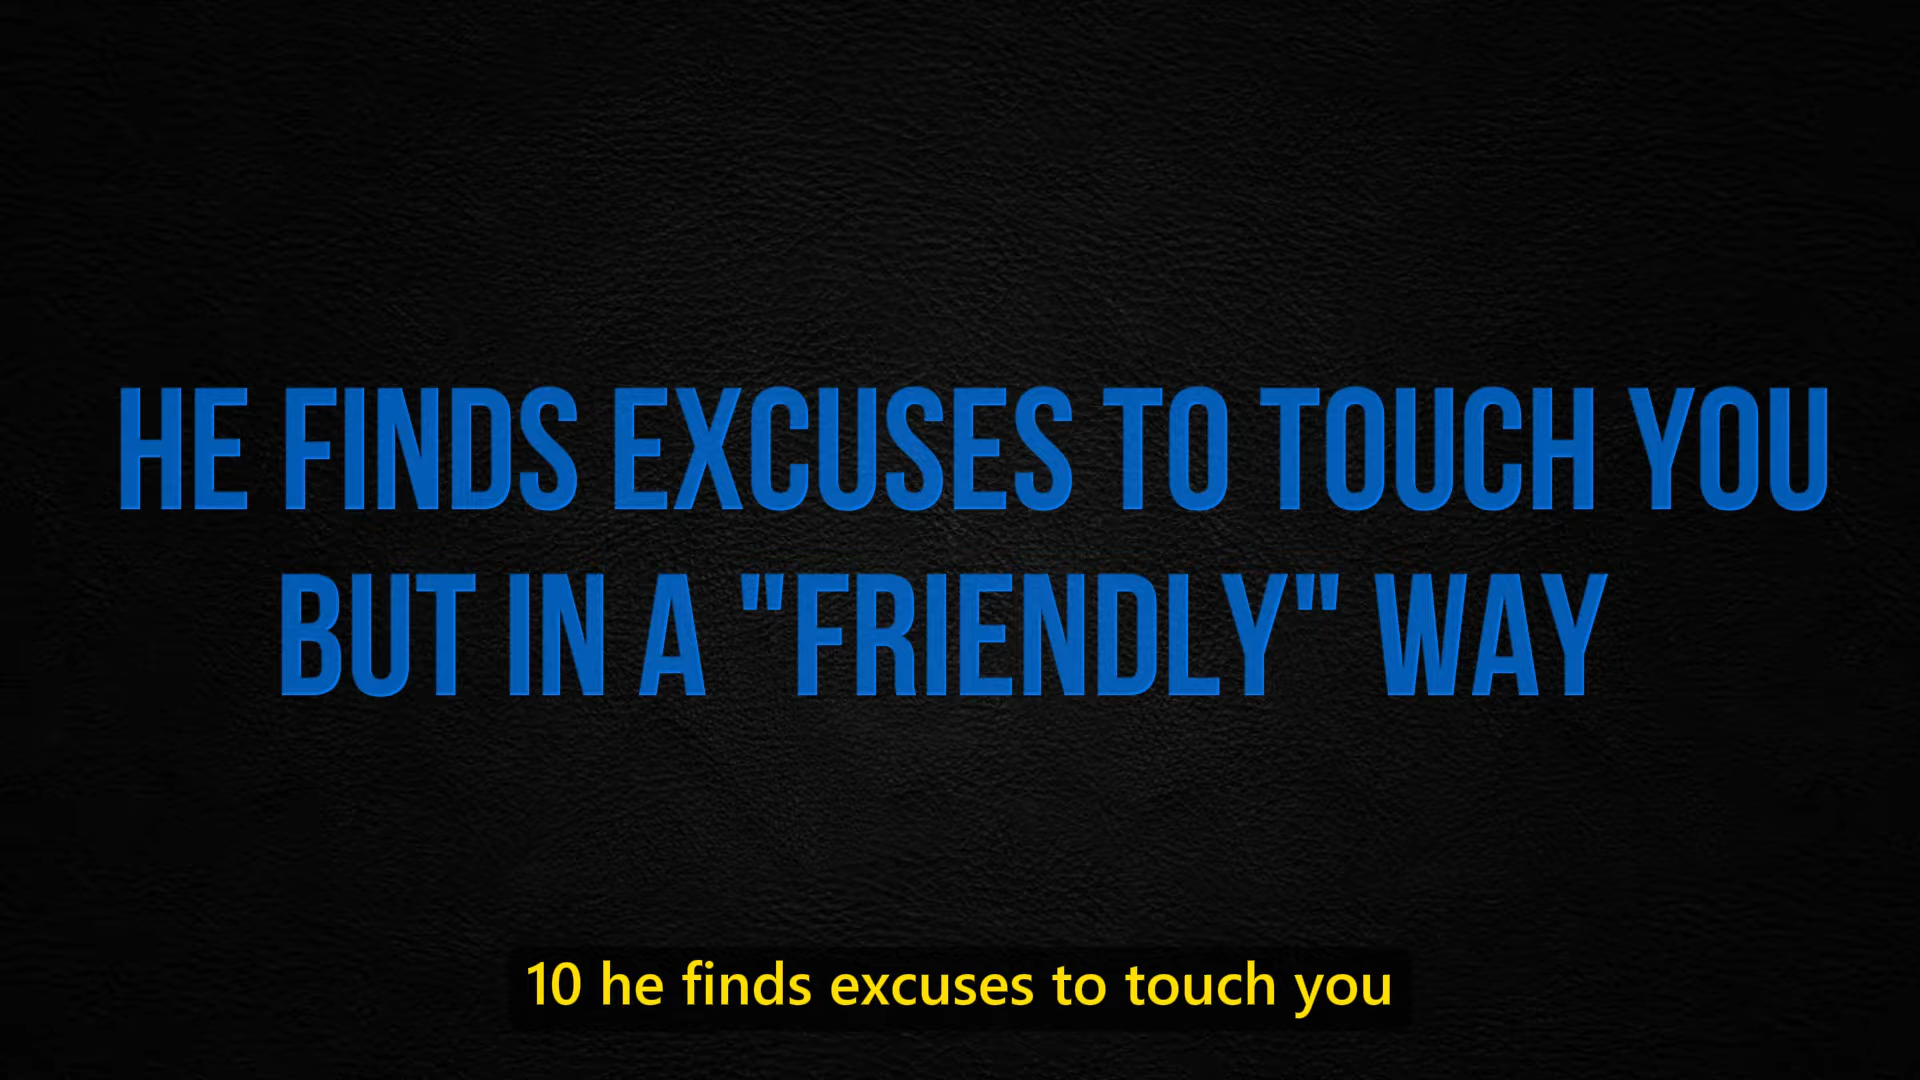 HE FINDS EXCUSES TO TOUCH YOU
BUT IN A "FRIENDLY" WAY
10 he finds excuses to touch you